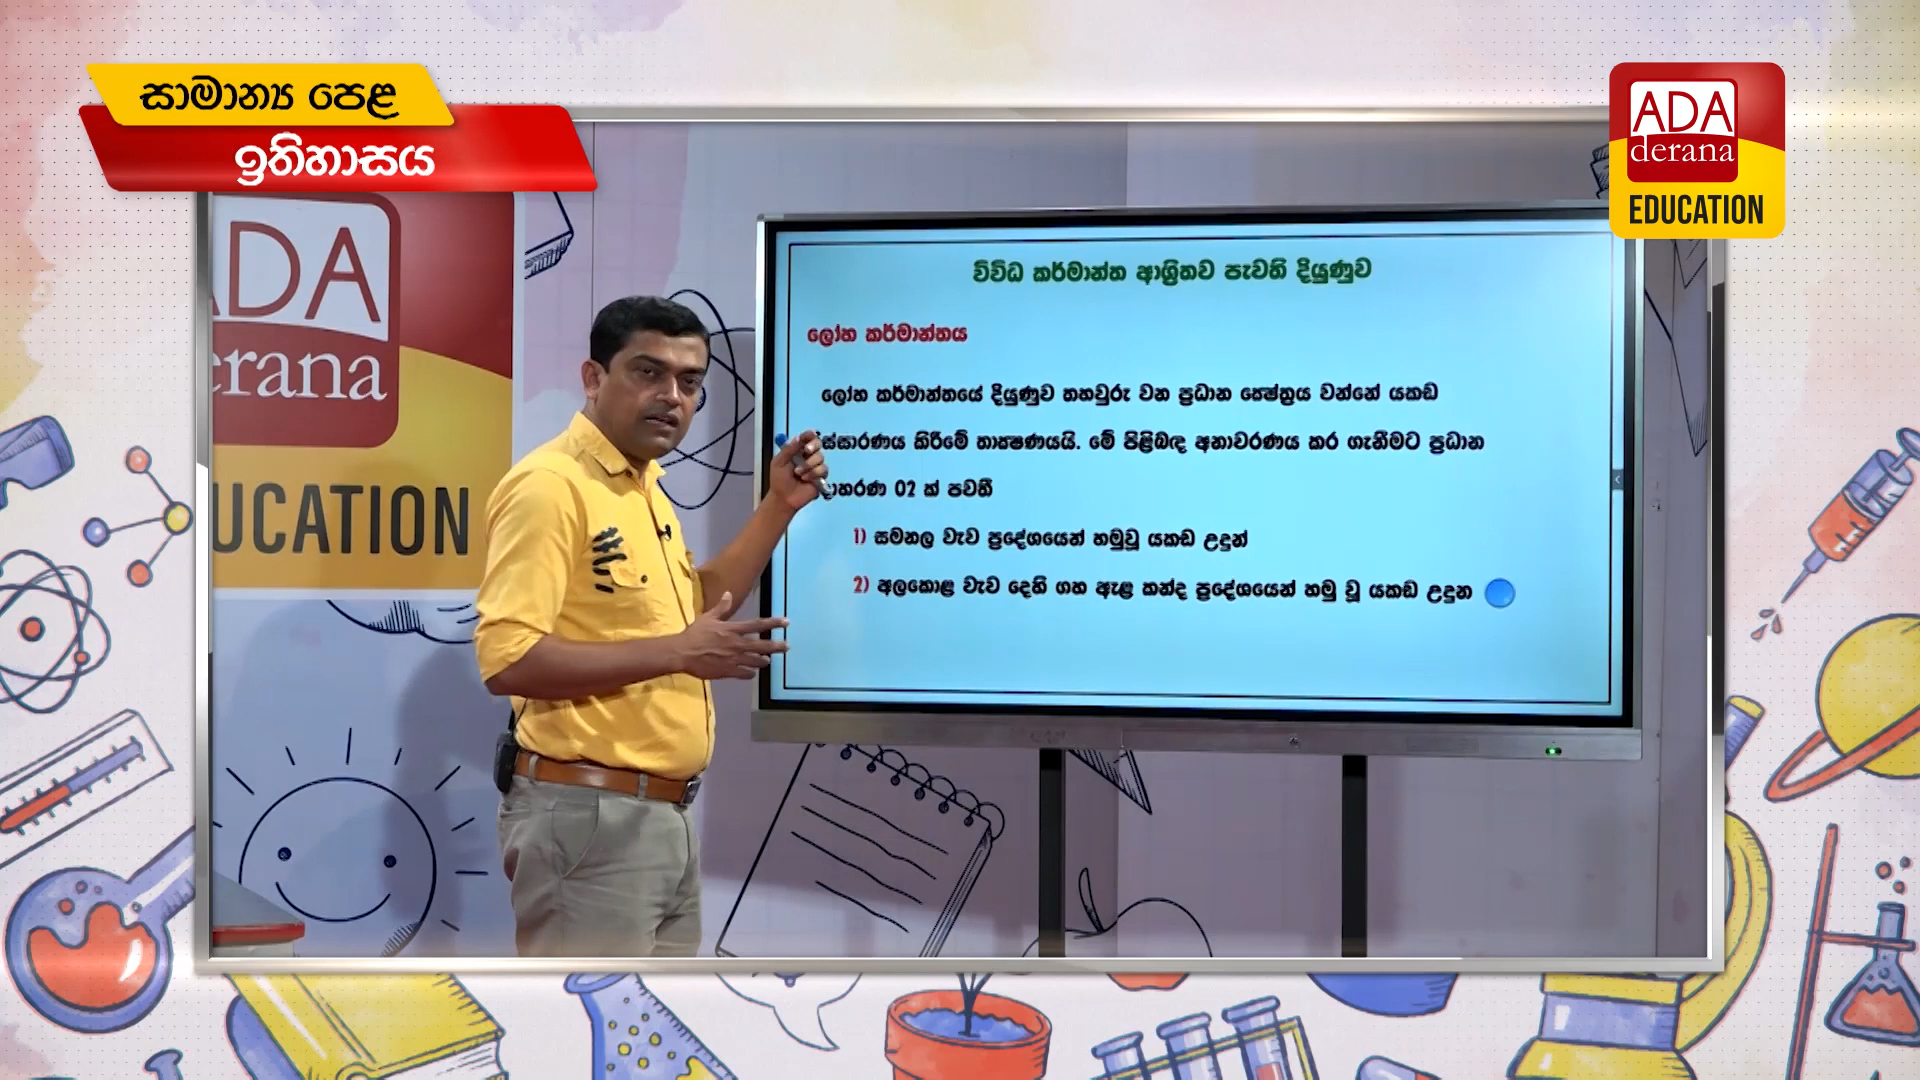 සාමාන්‍ය පෙළ
ඉතිහාසය
ADA
derana
EDUCATION
ADA
erana
UCATION
විවිධ කර්මාන්ත ආශ්‍රිතව පැවති දියුණුව
ලෝහ කර්මාන්තය
ලෝහ කර්මාන්තයේ දියුණුව තහවුරු වන ප්‍රධාන ක්‍ෂේත්‍රය වන්නේ යකඩ
කිරීමේ තාක්‍ෂණයයි. මේ පිළිබඳ අනාවරණය කර ගැනීමට ප්‍රධාන
02 ක් පවතී
1) සමනල වැව ප්‍රදේශයෙන් හමුවූ යකඩ උදුන්
2) අලකොළ වැව දෙහි ගහ ඇළ කන්ද ප්‍රදේශයෙන් හමු වූ යකඩ උදුන